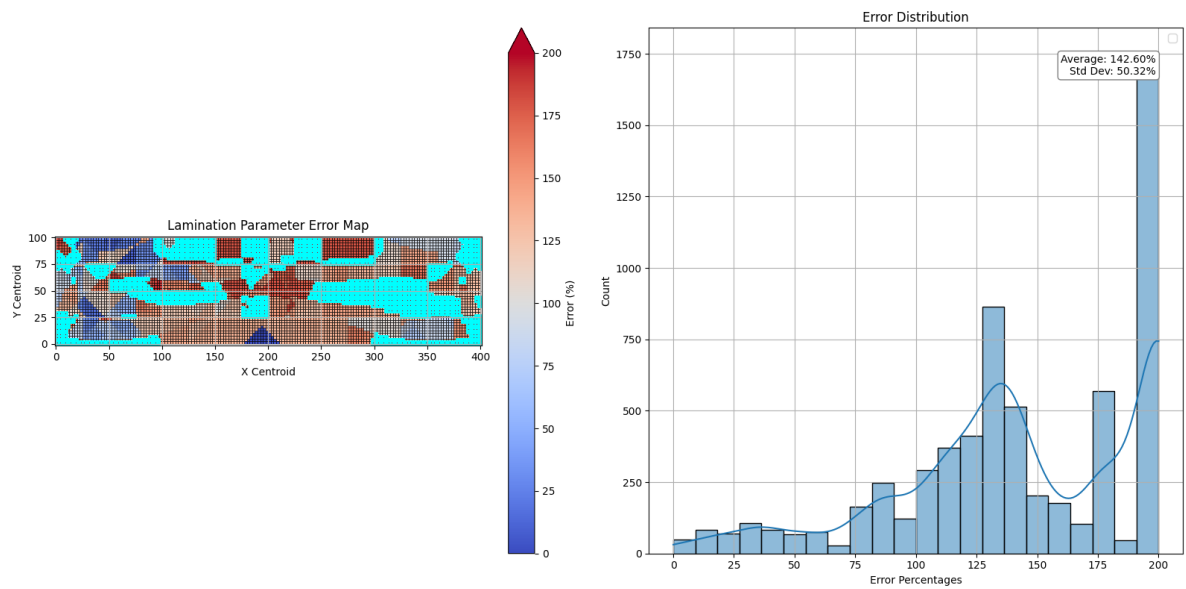 Lamination Parameter Error Map
100
75
50
25
0
Y Centroid
0 50 100 150 200 250 300 350 400
X Centroid
200
175
150
125
100
75
50
25
0
Error (%)
Error Distribution
Average: 142.60%
Std Dev: 50.32%
1750
1500
1250
1000
750
500
250
0
Count
0 25 50 75 100 125 150 175 200
Error Percentages